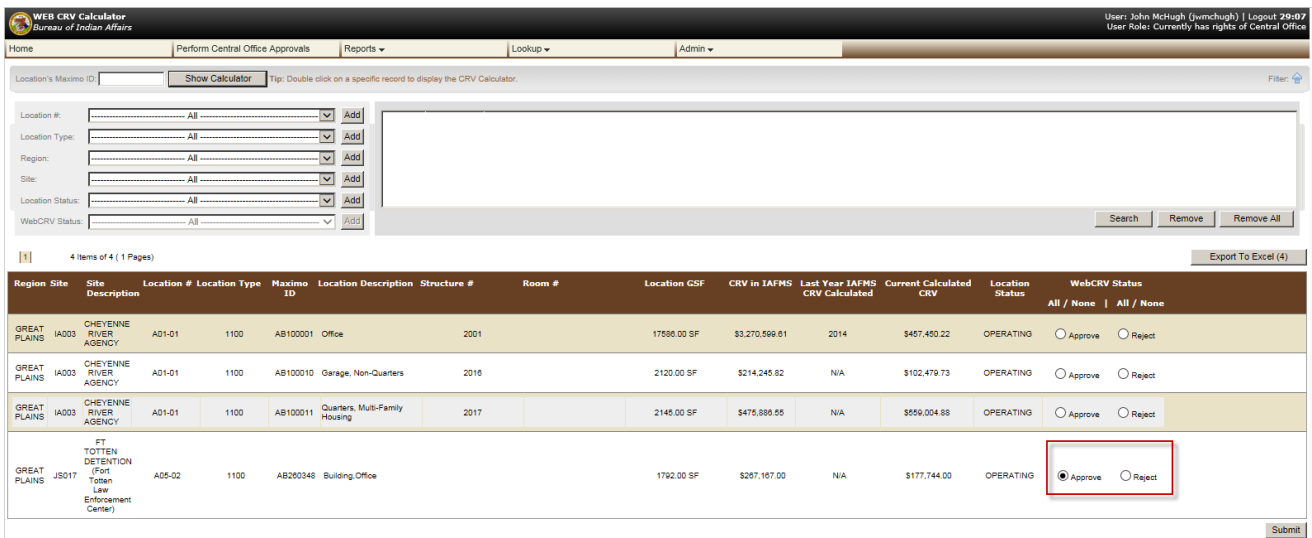 WEB CRV Calculator
Bureau of Indian Affairs
User: John McHugh (jwmchugh) | Logout 29:07
User Role: Currently has rights of Central Office
Home Perform Central Office Approvals Reports Lookup Admin
Location's Maximo ID: Show Calculator Tip: Double click on a specific record to display the CRV Calculator. Filter:
Location #: All Add
Location Type: All Add
Region: All Add
Site: All Add
Location Status: All Add
WebCRV Status: All Add
Search Remove Remove All
1 4 Items of 4 ( 1 Pages) Export To Excel (4)
Region Site Site Location # Location Type Maximo Location Description Structure # Room # Location GSF CRV in IAFMS Last Year IAFMS Current Calculated Location WebCRV Status
Description ID CRV Calculated CRV Status
All / None | All / None
GREAT PLAINS IA003 CHEYENNE RIVER AGENCY A01-01 1100 AB100001 Office 2001 17586.00 SF $3,270,599.61 2014 $457,450.22 OPERATING Approve Reject
GREAT PLAINS IA003 CHEYENNE RIVER AGENCY A01-01 1100 AB100010 Garage, Non-Quarters 2016 2120.00 SF $214,245.82 N/A $102,479.73 OPERATING Approve Reject
GREAT PLAINS IA003 CHEYENNE RIVER AGENCY A01-01 1100 AB100011 Quarters, Multi-Family Housing 2017 2145.00 SF $475,886.55 N/A $559,004.88 OPERATING Approve Reject
GREAT PLAINS JS017 FT TOTTEN DETENTION (Fort Totten Law Enforcement Center) A05-02 1100 AB260348 Building,Office 1792.00 SF $267,167.00 N/A $177,744.00 OPERATING Approve Reject
Submit